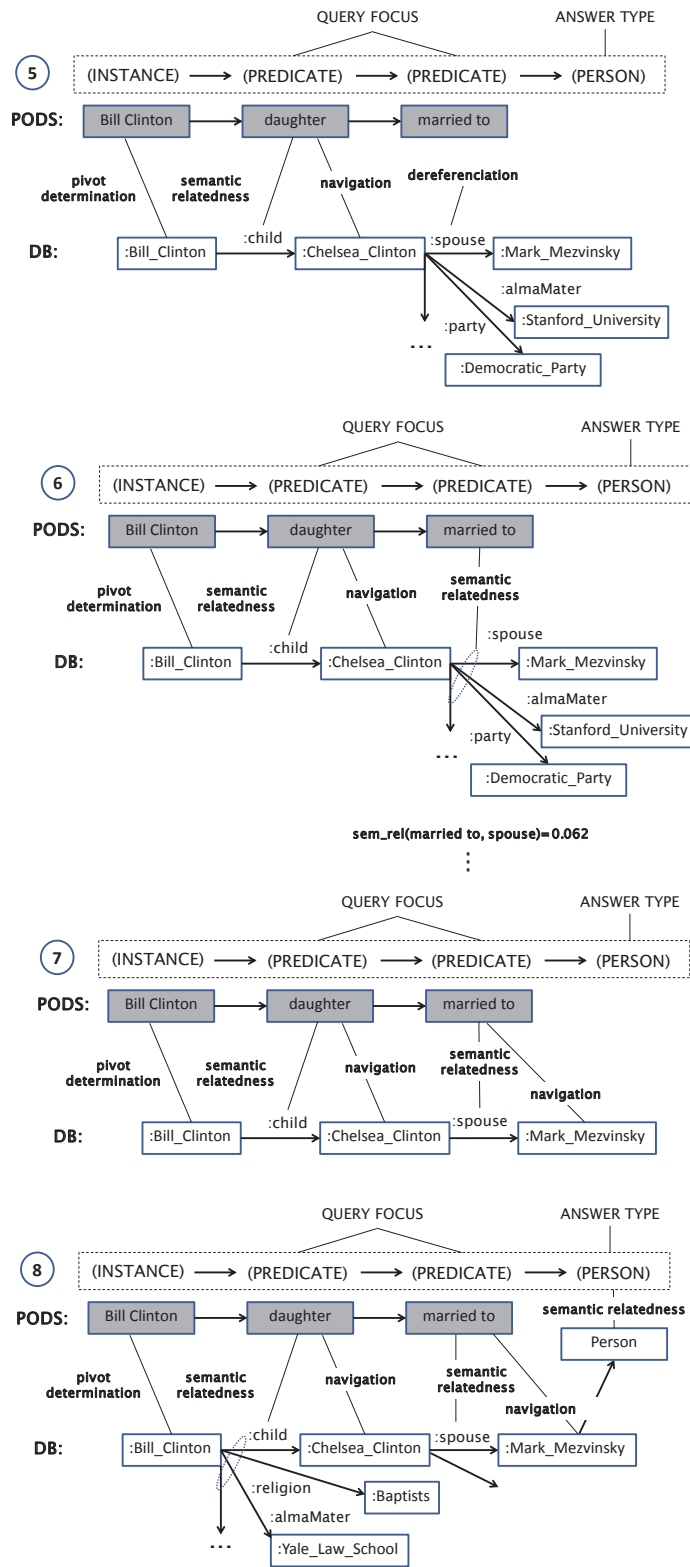 QUERY FOCUS ANSWER TYPE
5
(INSTANCE) (PREDICATE) (PREDICATE) (PERSON)
PODS: Bill Clinton daughter married to
pivot determination
semantic relatedness
navigation
dereferenciation
:child :spouse
DB: :Bill_Clinton :Chelsea_Clinton :Mark_Mezvinsky
:almaMater
:Stanford_University
:party
...
:Democratic_Party
QUERY FOCUS ANSWER TYPE
6
(INSTANCE) (PREDICATE) (PREDICATE) (PERSON)
PODS: Bill Clinton daughter married to
pivot determination
semantic relatedness
navigation
semantic relatedness
:child :spouse
DB: :Bill_Clinton :Chelsea_Clinton :Mark_Mezvinsky
:almaMater
:Stanford_University
:party
...
:Democratic_Party
sem_rel(married to, spouse)=0.062
...
QUERY FOCUS ANSWER TYPE
7
(INSTANCE) (PREDICATE) (PREDICATE) (PERSON)
PODS: Bill Clinton daughter married to
pivot determination
semantic relatedness
navigation
semantic relatedness
navigation
:child :spouse
DB: :Bill_Clinton :Chelsea_Clinton :Mark_Mezvinsky
QUERY FOCUS ANSWER TYPE
8
(INSTANCE) (PREDICATE) (PREDICATE) (PERSON)
semantic relatedness
PODS: Bill Clinton daughter married to
Person
pivot determination
semantic relatedness
navigation
semantic relatedness
navigation
:child :spouse
DB: :Bill_Clinton :Chelsea_Clinton :Mark_Mezvinsky
:religion :Baptists
:almaMater
...
:Yale_Law_School